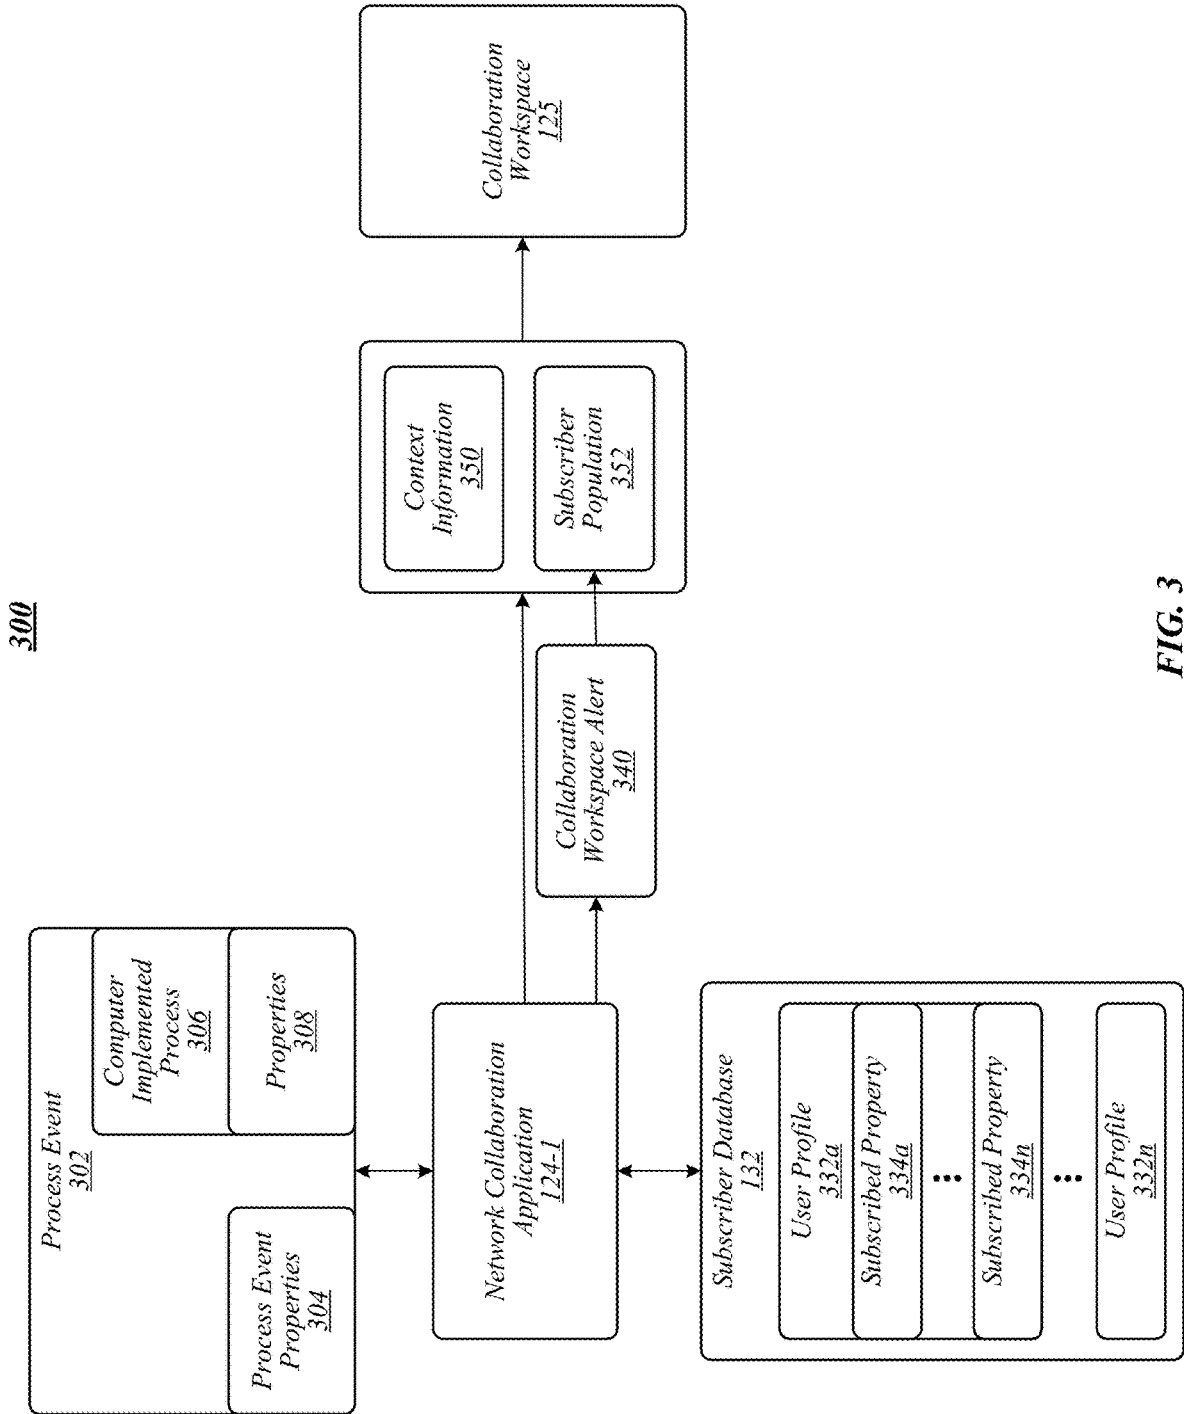 300
Process Event
302
Process Event
Properties
304
Computer
Implemented
Process
306
Properties
308
Network Collaboration
Application
124-1
Subscriber Database
132
User Profile
332a
Subscribed Property
334a
...
Subscribed Property
334n
...
User Profile
332n
Collaboration
Workspace Alert
340
Context
Information
350
Subscriber
Population
352
Collaboration
Workspace
125
FIG. 3